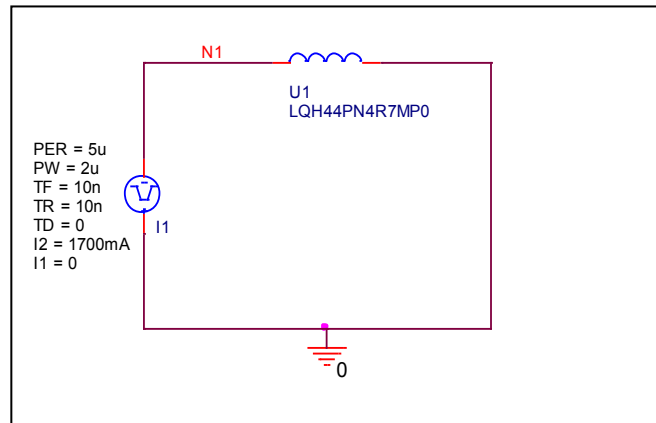 N1
U1
LQH44PN4R7MP0
PER = 5u
PW = 2u
TF = 10n
TR = 10n
TD = 0
I2 = 1700mA
I1 = 0
I1
0